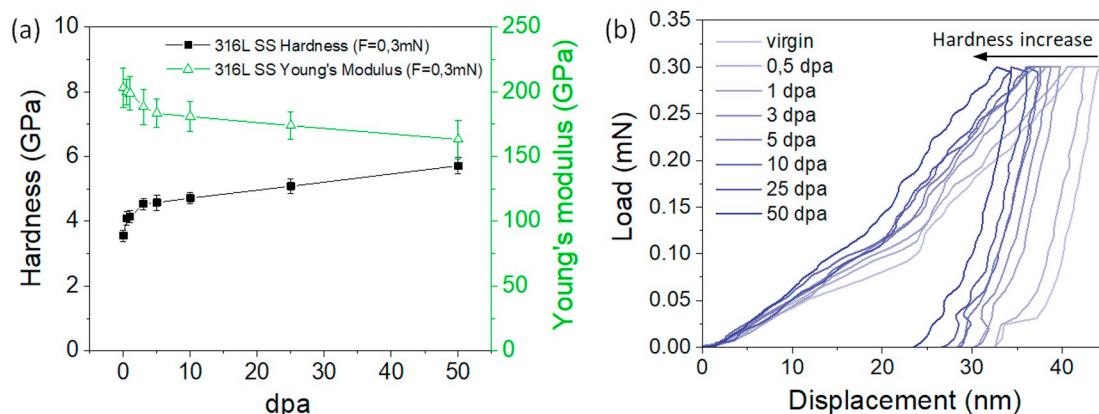 (a)
316L SS Hardness (F=0,3mN)
316L SS Young's Modulus (F=0,3mN)
Hardness (GPa)
10
8
6
4
2
0
0 10 20 30 40 50
dpa
250
200
150
100
50
0
Young's modulus (GPa)
(b)
Hardness increase
virgin
0,5 dpa
1 dpa
3 dpa
5 dpa
10 dpa
25 dpa
50 dpa
Load (mN)
0.30
0.25
0.20
0.15
0.10
0.05
0.00
0 10 20 30 40
Displacement (nm)